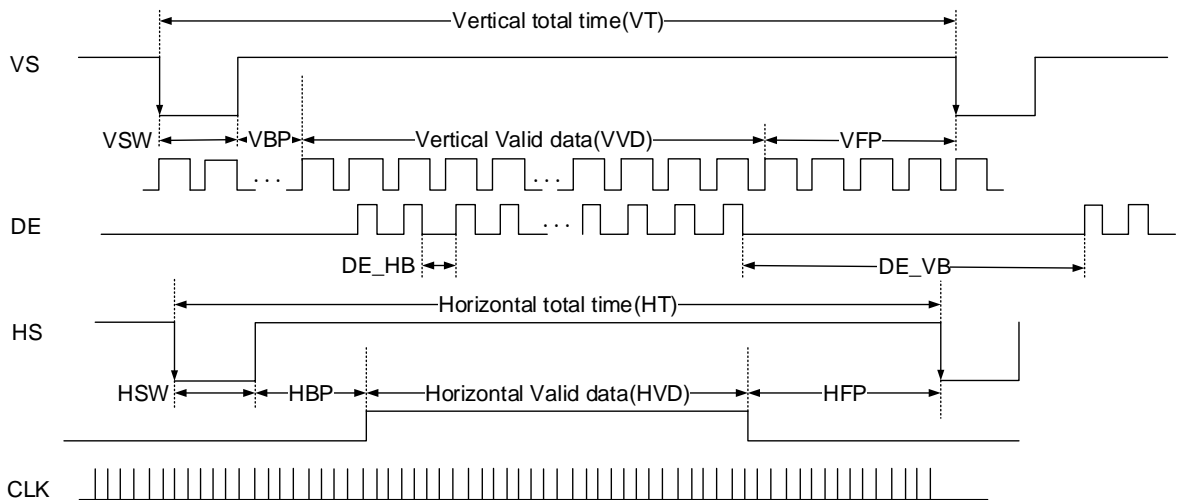 Vertical total time(VT)
VS
VSW VBP Vertical Valid data(VVD) VFP
... ...
DE ...
DE_HB DE_VB
Horizontal total time(HT)
HS
HSW HBP Horizontal Valid data(HVD) HFP
CLK